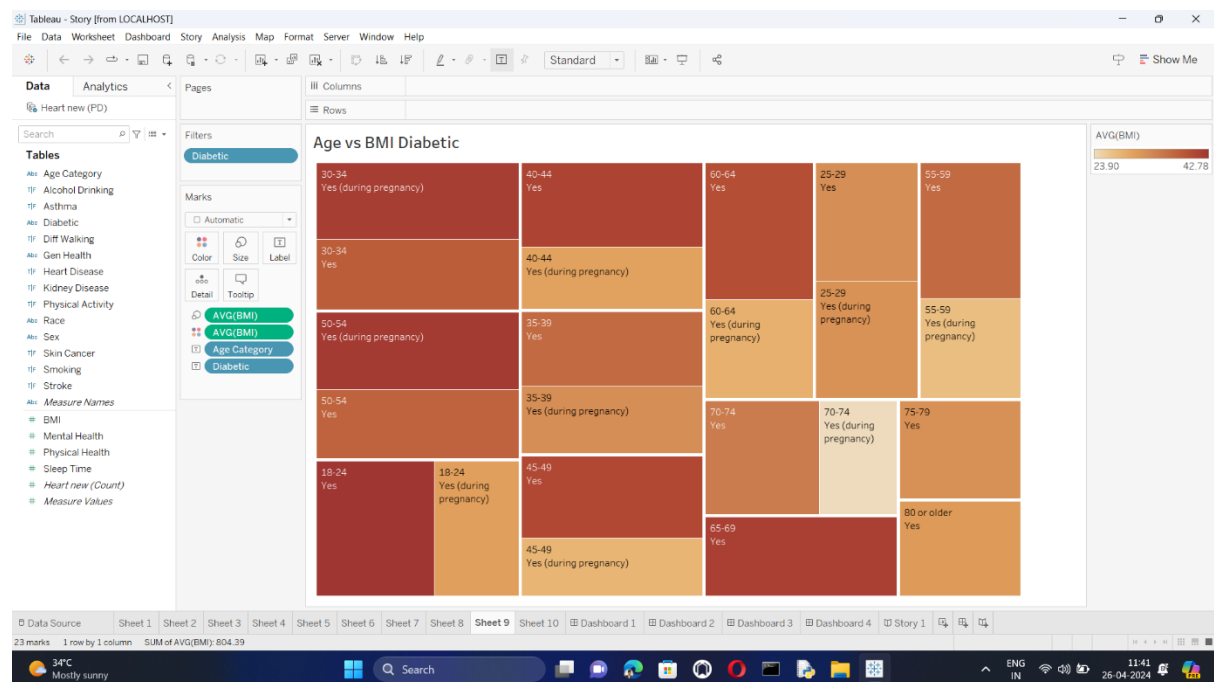 Tableau - Story [from LOCALHOST]
File Data Worksheet Dashboard Story Analysis Map Format Server Window Help
Standard
Show Me
Data Analytics
Heart new (PD)
Search
Tables
Abc Age Category
T|F Alcohol Drinking
T|F Asthma
Abc Diabetic
T|F Diff Walking
Abc Gen Health
T|F Heart Disease
T|F Kidney Disease
T|F Physical Activity
Abc Race
Abc Sex
T|F Skin Cancer
T|F Smoking
T|F Stroke
Abc Measure Names
# BMI
# Mental Health
# Physical Health
# Sleep Time
# Heart new (Count)
# Measure Values
Pages
Filters
Diabetic
Marks
Automatic
Color Size Label
Detail Tooltip
AVG(BMI)
AVG(BMI)
Age Category
Diabetic
Columns
Rows
Age vs BMI Diabetic
30-34
Yes (during pregnancy)
30-34
Yes
50-54
Yes (during pregnancy)
50-54
Yes
18-24
Yes
18-24
Yes (during
pregnancy)
40-44
Yes
40-44
Yes (during pregnancy)
35-39
Yes
35-39
Yes (during pregnancy)
45-49
Yes
45-49
Yes (during pregnancy)
60-64
Yes
60-64
Yes (during
pregnancy)
25-29
Yes
25-29
Yes (during
pregnancy)
55-59
Yes
55-59
Yes (during
pregnancy)
70-74
Yes
70-74
Yes (during
pregnancy)
75-79
Yes
65-69
Yes
80 or older
Yes
AVG(BMI)
23.90 42.78
Data Source Sheet 1 Sheet 2 Sheet 3 Sheet 4 Sheet 5 Sheet 6 Sheet 7 Sheet 8 Sheet 9 Sheet 10 Dashboard 1 Dashboard 2 Dashboard 3 Dashboard 4 Story 1
23 marks 1 row by 1 column SUM of AVG(BMI): 804.39
34°C
Mostly sunny
Search
ENG
IN
11:41
26-04-2024
PRE